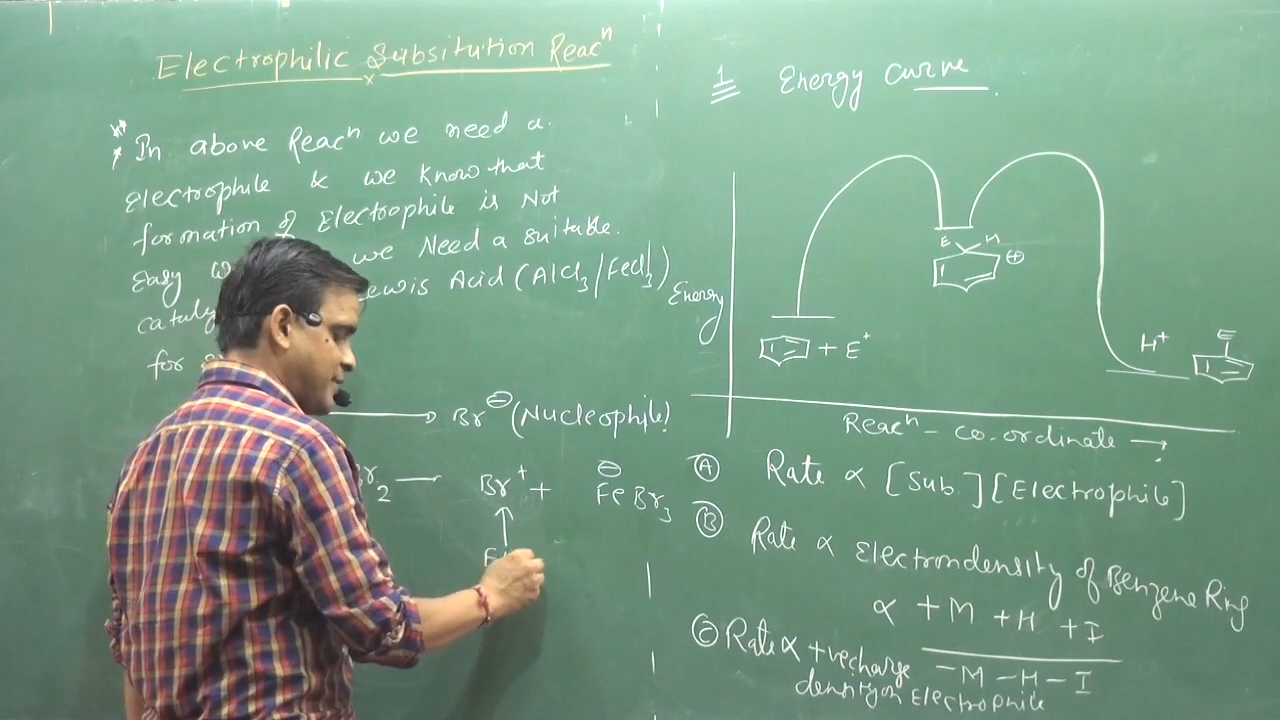 Electrophilic Subsitution Reacⁿ
** In above Reacⁿ we need a.
Electrophile & we know that
formation of Electrophile is Not
Easy we Need a suitable.
Lewis Acid (AlCl₃/FeCl₃)
for
→ Br⊖ (Nucleophile)
Br₂ — Br⁺ + ⊖FeBr₃
1 Energy curve
E H
⊕
Energy
+ E⁺
H⁺
E
Reacⁿ- co-ordinate →
(A) Rate ∝ [Sub.][Electrophile]
(B) Rate ∝ Electrondensity of Benzene Ring
∝ +M +H +I
-M -H -I
(C) Rate ∝ +ve charge
density on Electrophile